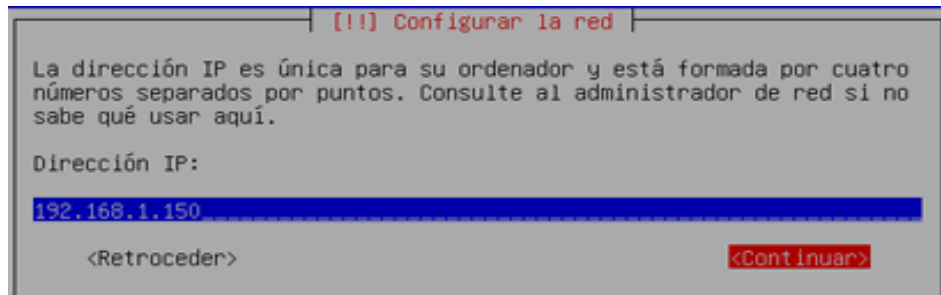 [!!] Configurar la red
La dirección IP es única para su ordenador y está formada por cuatro
números separados por puntos. Consulte al administrador de red si no
sabe qué usar aquí.
Dirección IP:
192.168.1.150
<Retroceder> <Continuar>